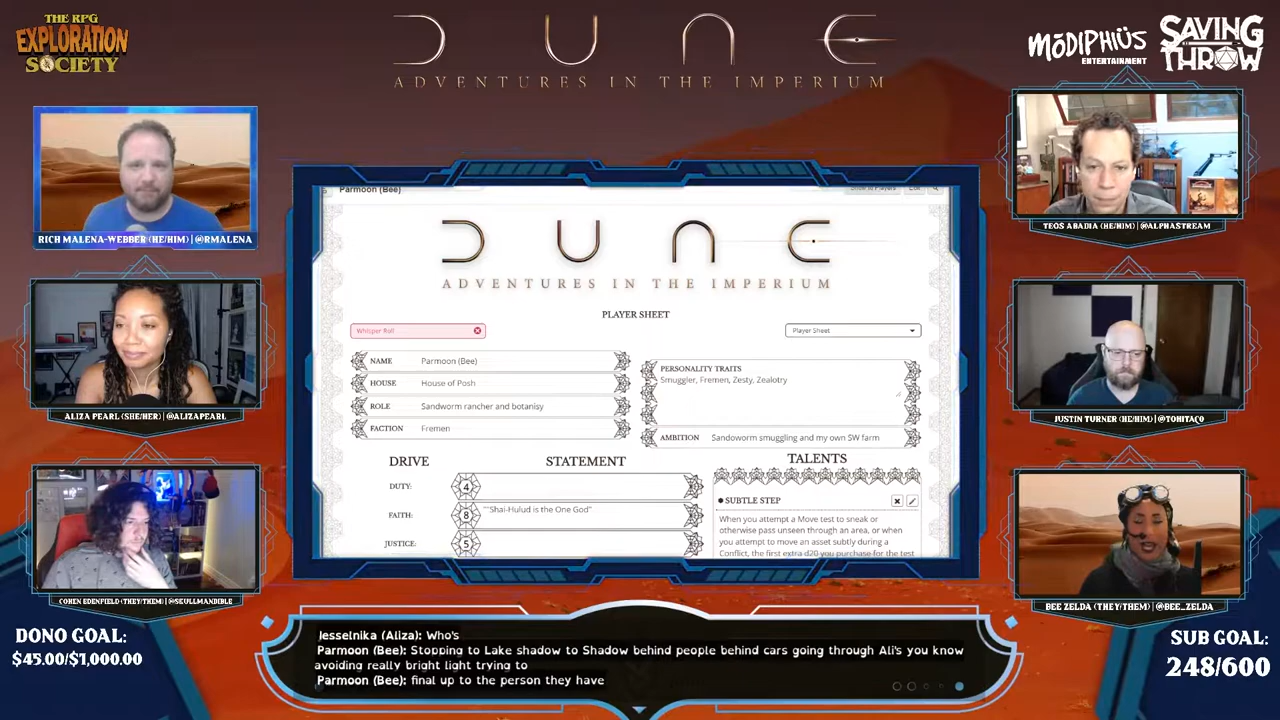 THE RPG
EXPLORATION
SOCIETY
DUNE
ADVENTURES IN THE IMPERIUM
MŌDIPHIÜS
ENTERTAINMENT
SAVING
THROW
RICH MALENA-WEBBER (HE/HIM) | @RMALENA
ALIZA PEARL (SHE/HER) | @ALIZAPEARL
COHEN EDENFIELD (THEY/THEM) | @SKULLMANDIBLE
TEOS ABADIA (HE/HIM) | @ALPHASTREAM
JUSTIN TURNER (HE/HIM) | @TOHITACO
BEE ZELDA (THEY/THEM) | @BEE_ZELDA
Parmoon (Bee)
Show to Players
Edit
DUNE
ADVENTURES IN THE IMPERIUM
PLAYER SHEET
Whisper Roll
Player Sheet
NAME Parmoon (Bee)
HOUSE House of Posh
ROLE Sandworm rancher and botanisy
FACTION Fremen
PERSONALITY TRAITS
Smuggler, Fremen, Zesty, Zealotry
AMBITION Sandoworm smuggling and my own SW farm
DRIVE STATEMENT
DUTY: 4
FAITH: 8 ""Shai-Hulud is the One God"
JUSTICE: 5
TALENTS
SUBTLE STEP
When you attempt a Move test to sneak or
otherwise pass unseen through an area, or when
you attempt to move an asset subtly during a
Conflict, the first extra d20 you purchase for the test
Jesselnika (Aliza): Who's
Parmoon (Bee): Stopping to Lake shadow to Shadow behind people behind cars going through Ali's you know
avoiding really bright light trying to
Parmoon (Bee): final up to the person they have
DONO GOAL:
$45.00/$1,000.00
SUB GOAL:
248/600